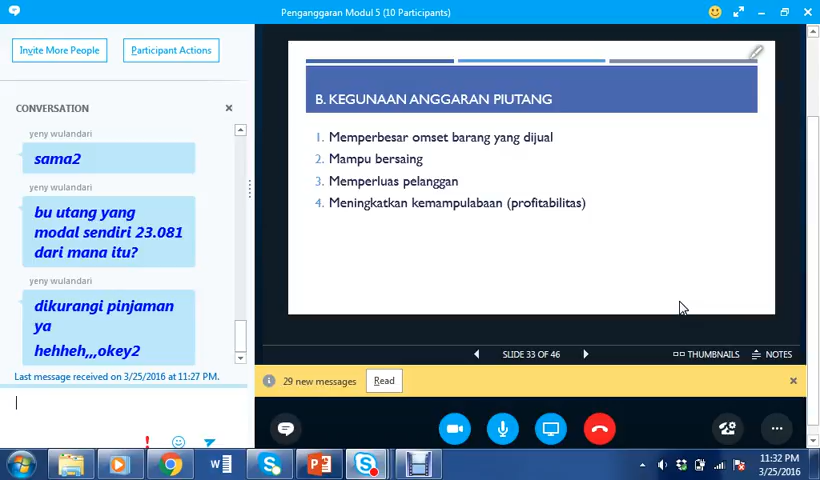 Penganggaran Modul 5 (10 Participants)
Invite More People
Participant Actions
CONVERSATION
yeny wulandari
sama2
yeny wulandari
bu utang yang
modal sendiri 23.081
dari mana itu?
yeny wulandari
dikurangi pinjaman
ya
hehheh,,,okey2
Last message received on 3/25/2016 at 11:27 PM.
B. KEGUNAAN ANGGARAN PIUTANG
1. Memperbesar omset barang yang dijual
2. Mampu bersaing
3. Memperluas pelanggan
4. Meningkatkan kemampulabaan (profitabilitas)
SLIDE 33 OF 46
THUMBNAILS
NOTES
29 new messages
Read
11:32 PM
3/25/2016